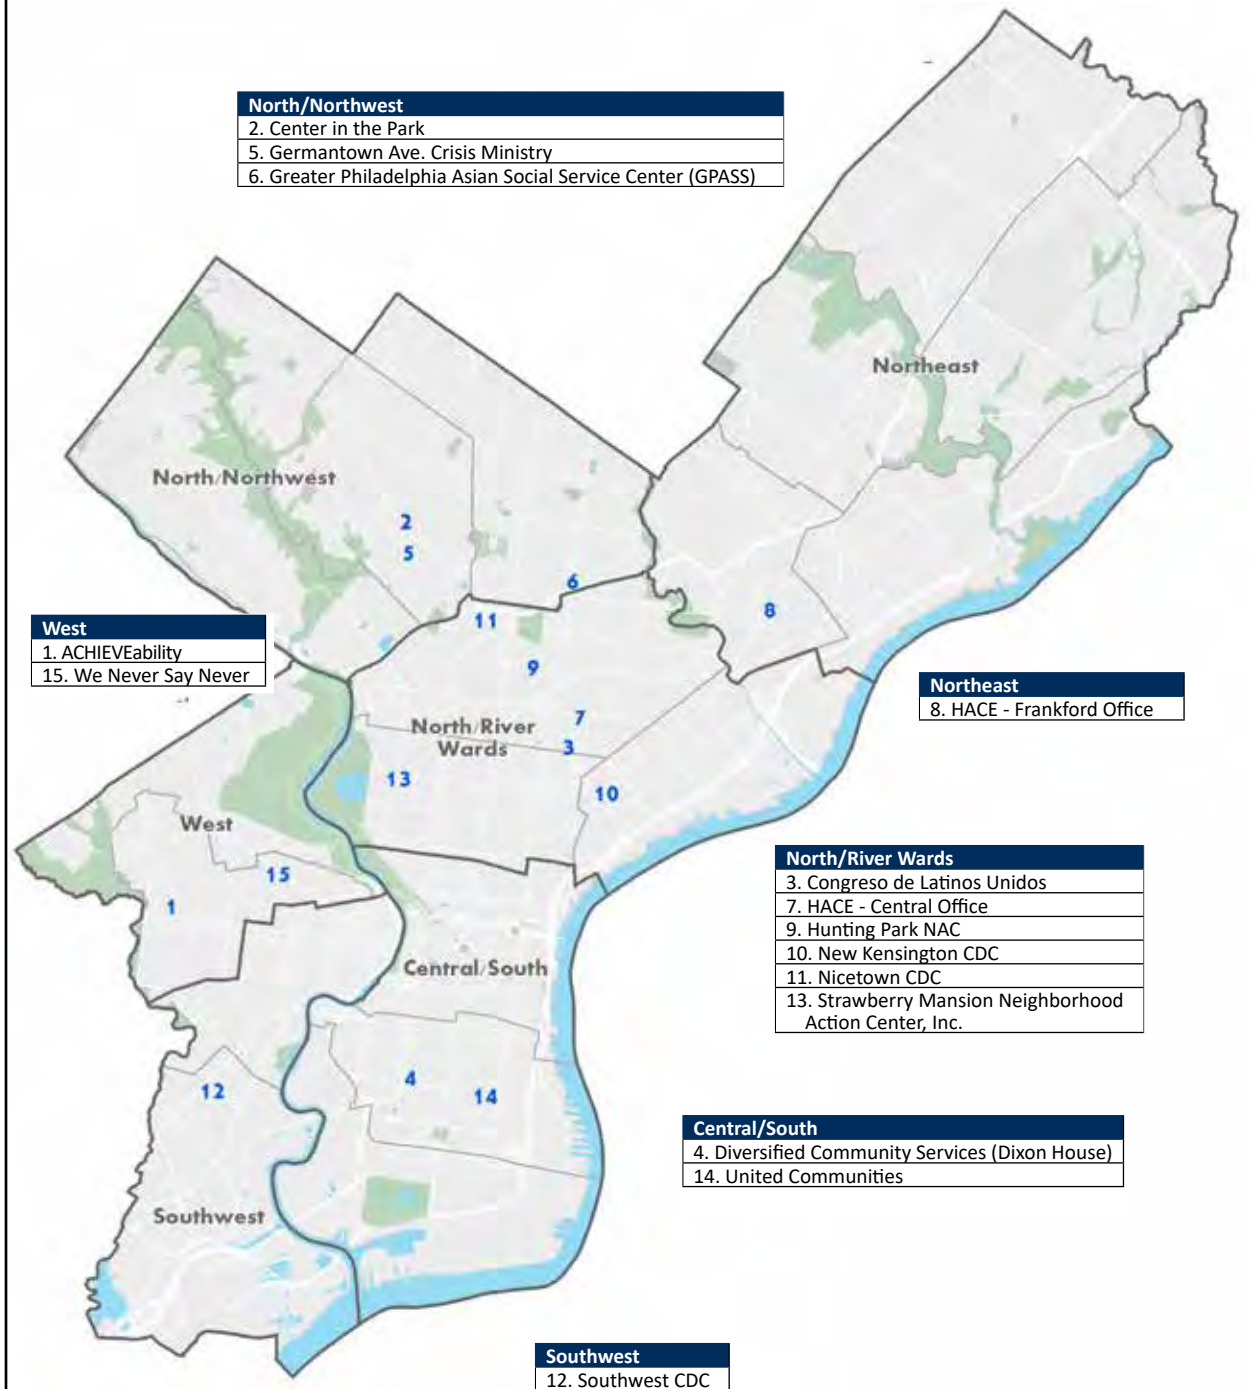 North/Northwest
2. Center in the Park
5. Germantown Ave. Crisis Ministry
6. Greater Philadelphia Asian Social Service Center (GPASS)
Northeast
North/Northwest
2
5
6
8
11
West
1. ACHIEVEability
15. We Never Say Never
9
Northeast
8. HACE - Frankford Office
7
North/River
Wards
3
13
10
West
15
1
North/River Wards
3. Congreso de Latinos Unidos
7. HACE - Central Office
9. Hunting Park NAC
10. New Kensington CDC
11. Nicetown CDC
13. Strawberry Mansion Neighborhood
Action Center, Inc.
Central/South
12
4
14
Central/South
4. Diversified Community Services (Dixon House)
14. United Communities
Southwest
Southwest
12. Southwest CDC